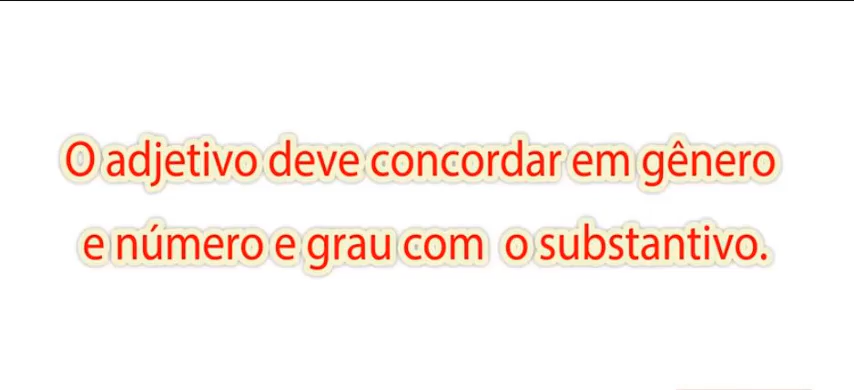 O adjetivo deve concordar em gênero
e número e grau com o substantivo.